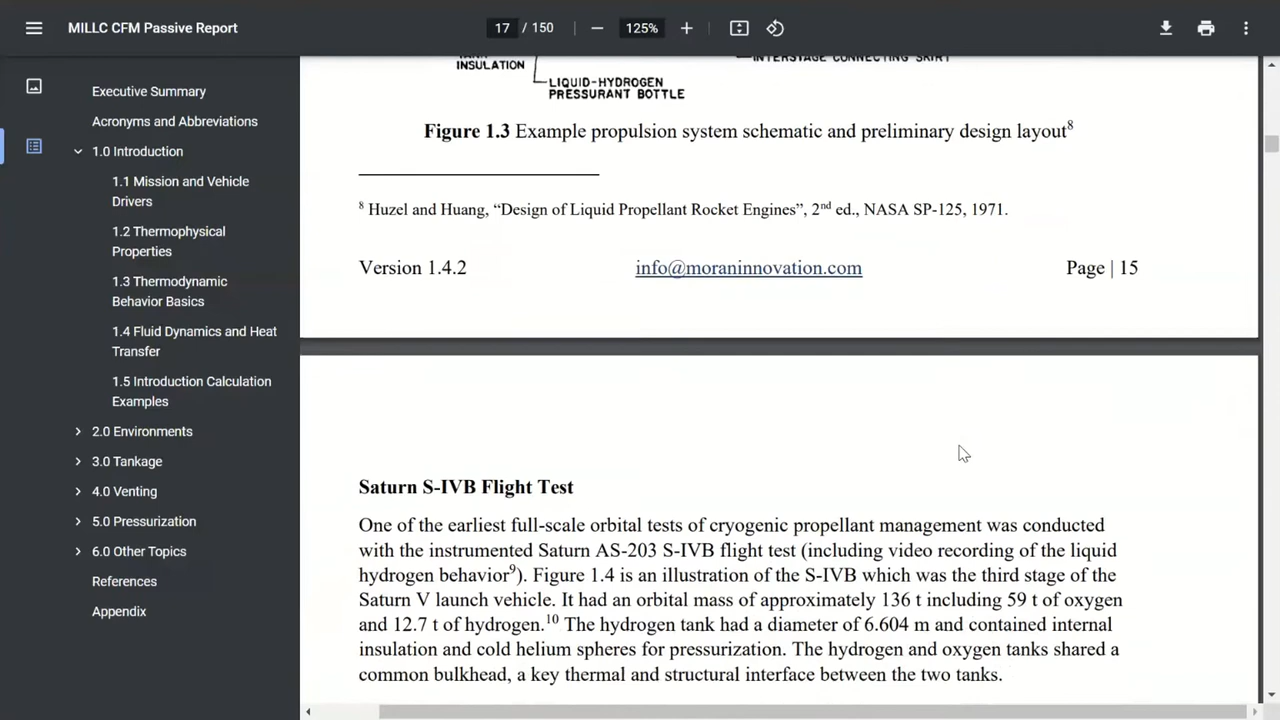 MILLC CFM Passive Report
17 / 150
125%
Executive Summary
Acronyms and Abbreviations
1.0 Introduction
1.1 Mission and Vehicle
Drivers
1.2 Thermophysical
Properties
1.3 Thermodynamic
Behavior Basics
1.4 Fluid Dynamics and Heat
Transfer
1.5 Introduction Calculation
Examples
2.0 Environments
3.0 Tankage
4.0 Venting
5.0 Pressurization
6.0 Other Topics
References
Appendix
INTERSTAGE CONNECTING SKIRT
INSULATION
LIQUID-HYDROGEN
PRESSURANT BOTTLE
Figure 1.3 Example propulsion system schematic and preliminary design layout8
8 Huzel and Huang, “Design of Liquid Propellant Rocket Engines”, 2nd ed., NASA SP-125, 1971.
Version 1.4.2 info@moraninnovation.com Page | 15
Saturn S-IVB Flight Test
One of the earliest full-scale orbital tests of cryogenic propellant management was conducted
with the instrumented Saturn AS-203 S-IVB flight test (including video recording of the liquid
hydrogen behavior9). Figure 1.4 is an illustration of the S-IVB which was the third stage of the
Saturn V launch vehicle. It had an orbital mass of approximately 136 t including 59 t of oxygen
and 12.7 t of hydrogen.10 The hydrogen tank had a diameter of 6.604 m and contained internal
insulation and cold helium spheres for pressurization. The hydrogen and oxygen tanks shared a
common bulkhead, a key thermal and structural interface between the two tanks.